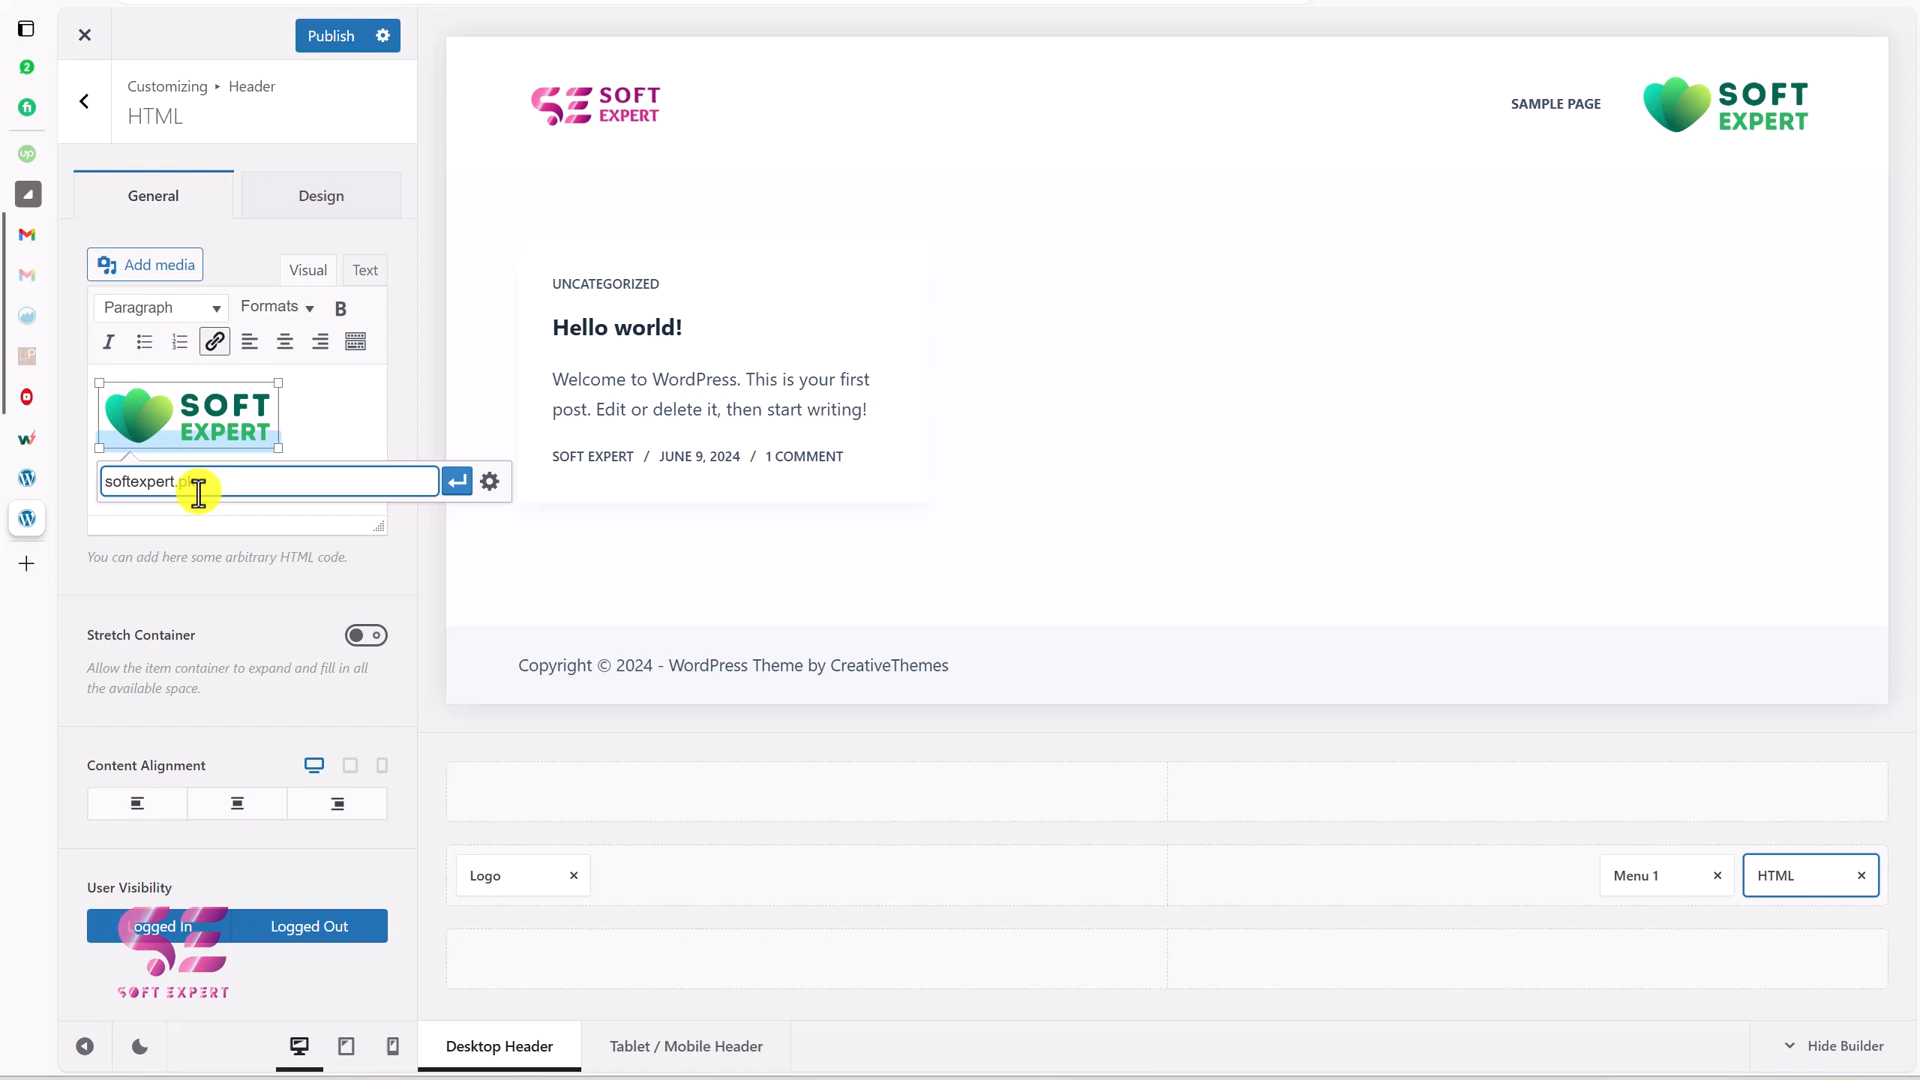 Publish
Customizing ▸ Header
HTML
General
Design
Add media
Visual
Text
Paragraph
Formats
B
I
SOFT
EXPERT
You can add here some arbitrary HTML code.
Stretch Container
Allow the item container to expand and fill in all
the available space.
Content Alignment
User Visibility
Logged In
Logged Out
SE
SOFT EXPERT
SE SOFT
EXPERT
SAMPLE PAGE
SOFT
EXPERT
UNCATEGORIZED
Hello world!
Welcome to WordPress. This is your first
post. Edit or delete it, then start writing!
SOFT EXPERT / JUNE 9, 2024 / 1 COMMENT
Copyright © 2024 - WordPress Theme by CreativeThemes
Logo
Menu 1
HTML
Desktop Header
Tablet / Mobile Header
Hide Builder